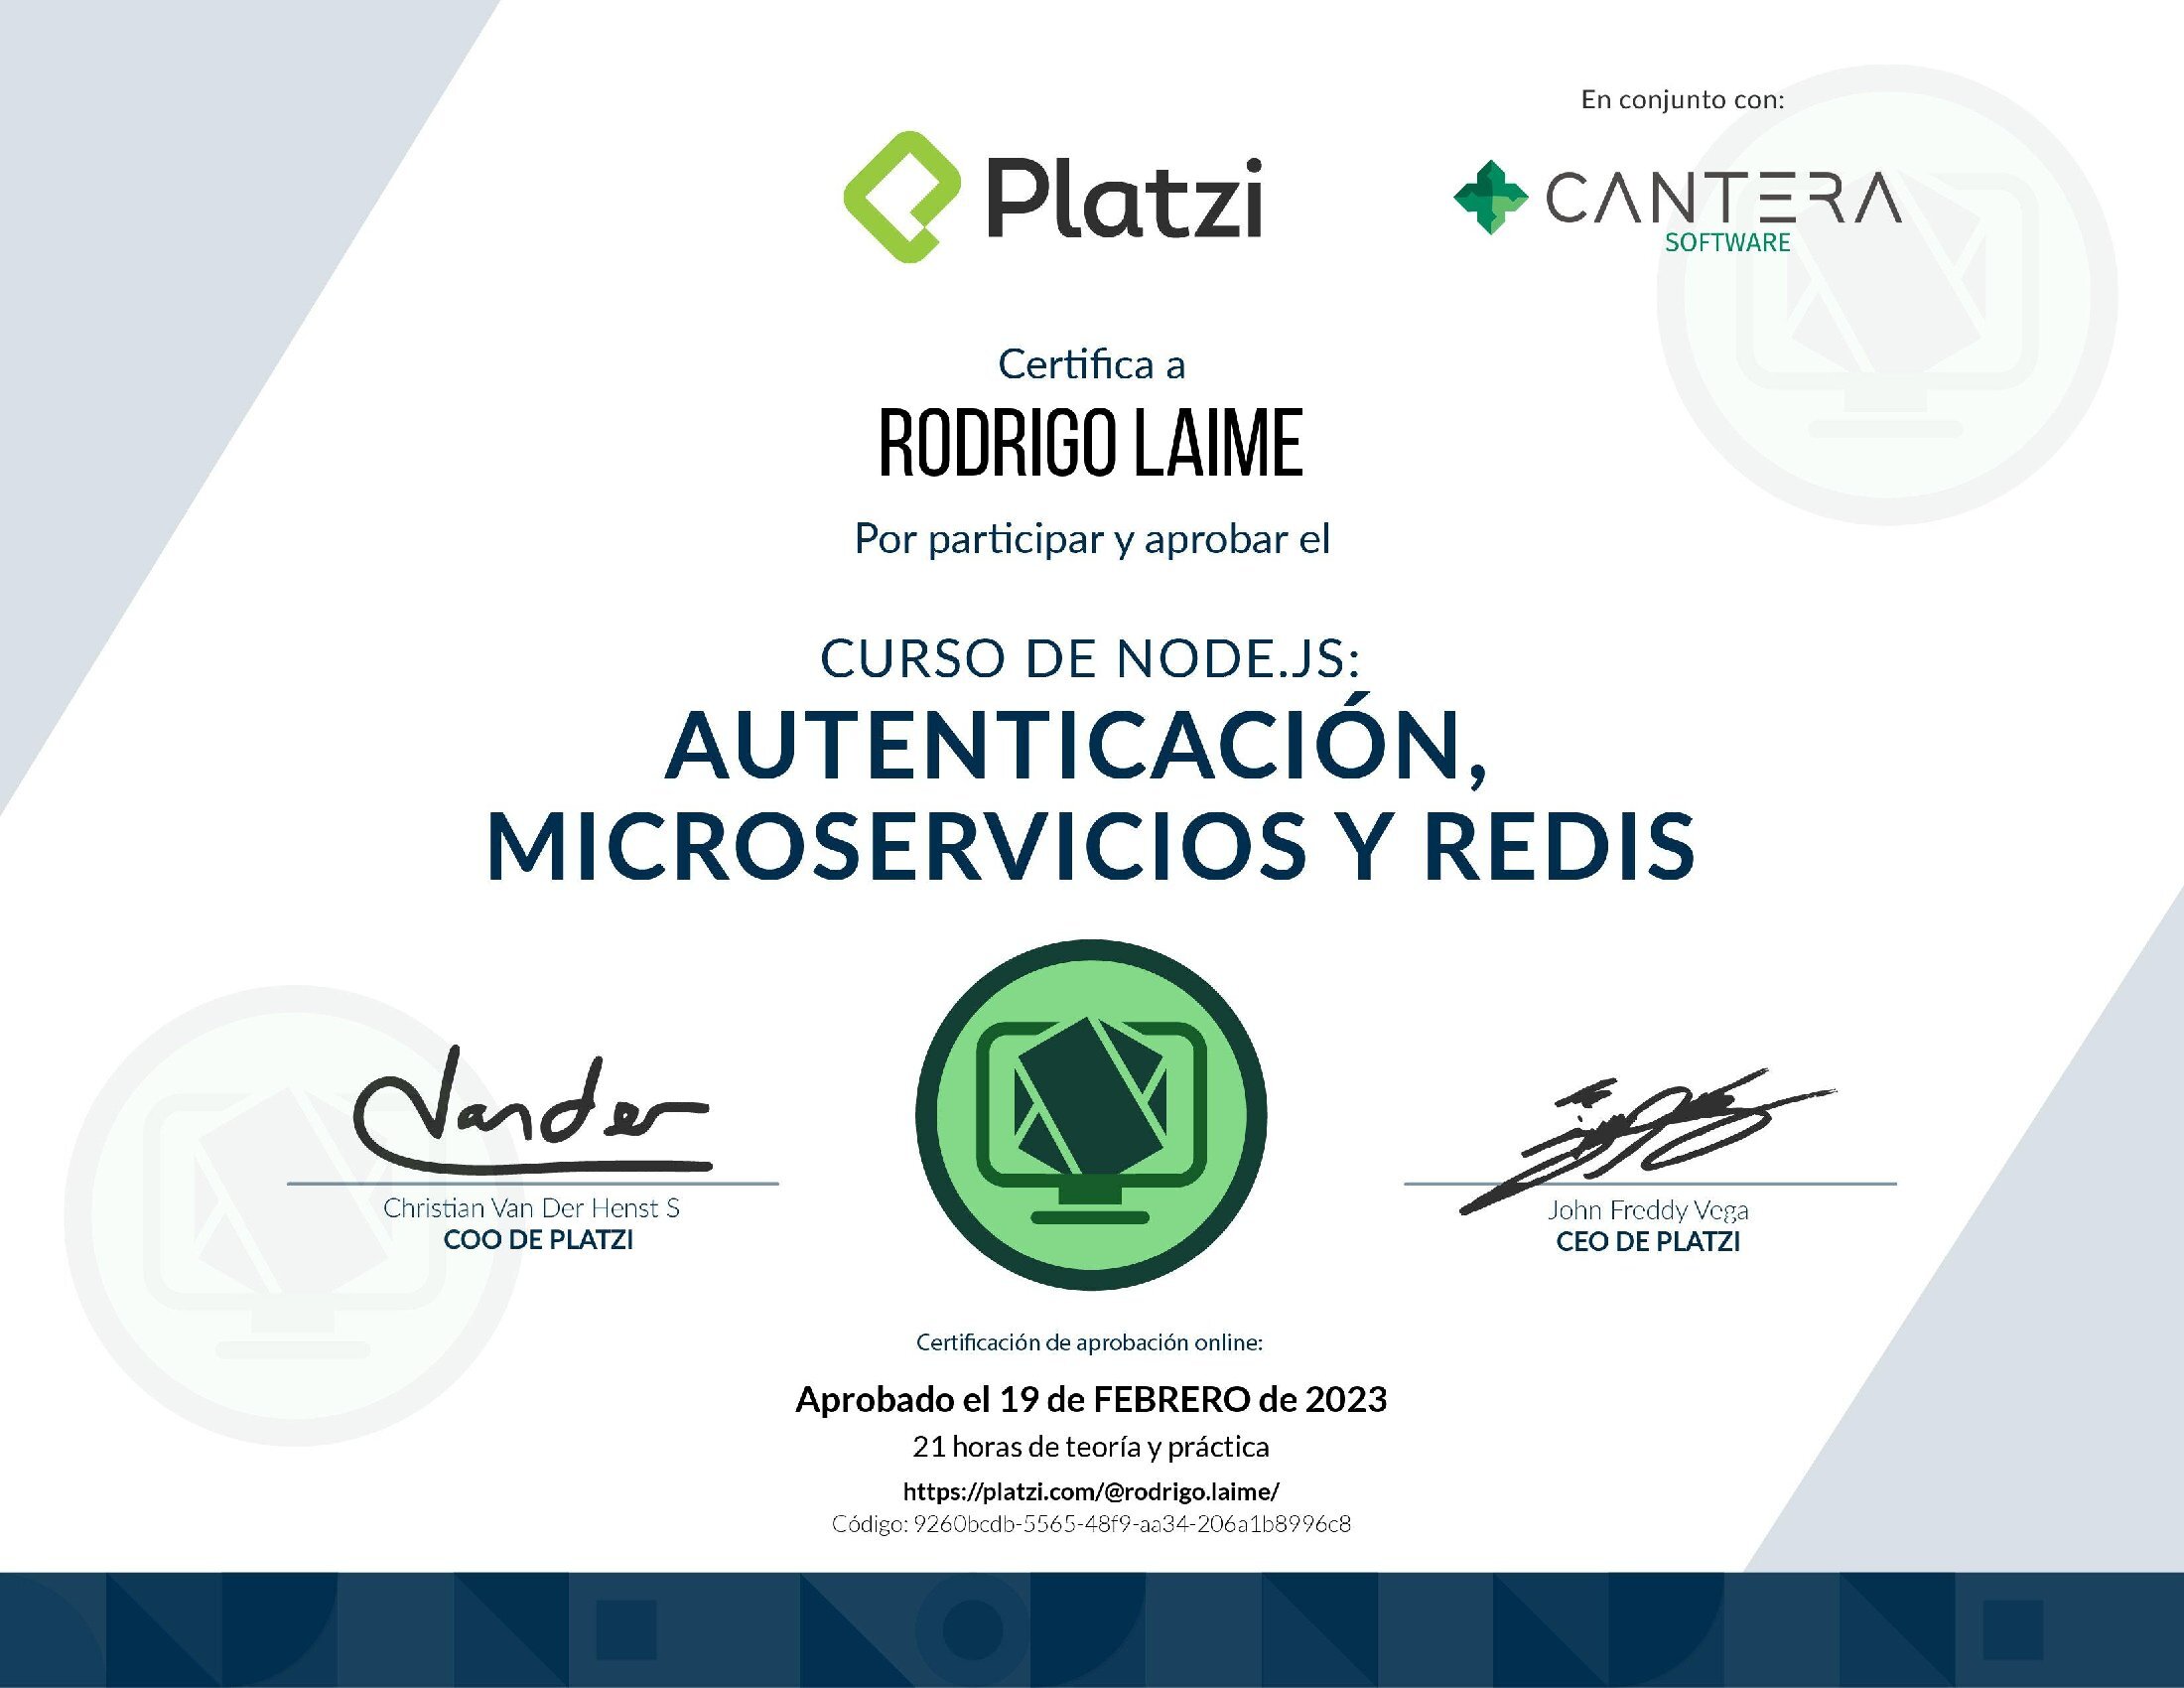 En conjunto con:
Platzi
CANTERA
SOFTWARE
Certifica a
RODRIGO LAIME
Por participar y aprobar el
CURSO DE NODE.JS:
AUTENTICACIÓN,
MICROSERVICIOS Y REDIS
Vander
Christian Van Der Henst S
COO DE PLATZI
John Freddy Vega
CEO DE PLATZI
Certificación de aprobación online:
Aprobado el 19 de FEBRERO de 2023
21 horas de teoría y práctica
https://platzi.com/@rodrigo.laime/
Código: 9260bcdb-5565-48f9-aa34-206a1b8996c8